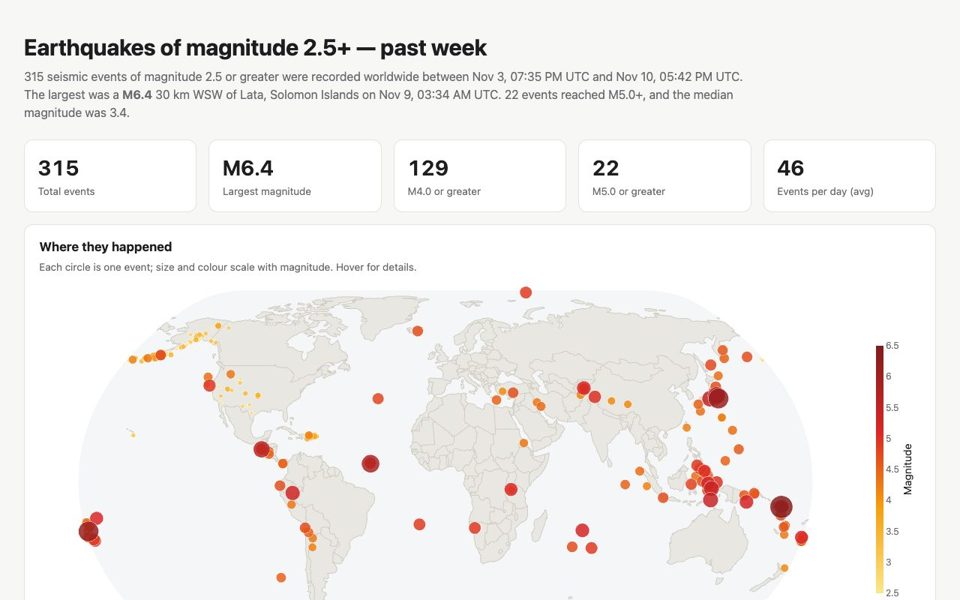 Earthquakes of magnitude 2.5+ — past week
315 seismic events of magnitude 2.5 or greater were recorded worldwide between Nov 3, 07:35 PM UTC and Nov 10, 05:42 PM UTC.
The largest was a M6.4 30 km WSW of Lata, Solomon Islands on Nov 9, 03:34 AM UTC. 22 events reached M5.0+, and the median
magnitude was 3.4.
315
Total events
M6.4
Largest magnitude
129
M4.0 or greater
22
M5.0 or greater
46
Events per day (avg)
Where they happened
Each circle is one event; size and colour scale with magnitude. Hover for details.
6.5
6
5.5
5
4.5
4
3.5
3
2.5
Magnitude